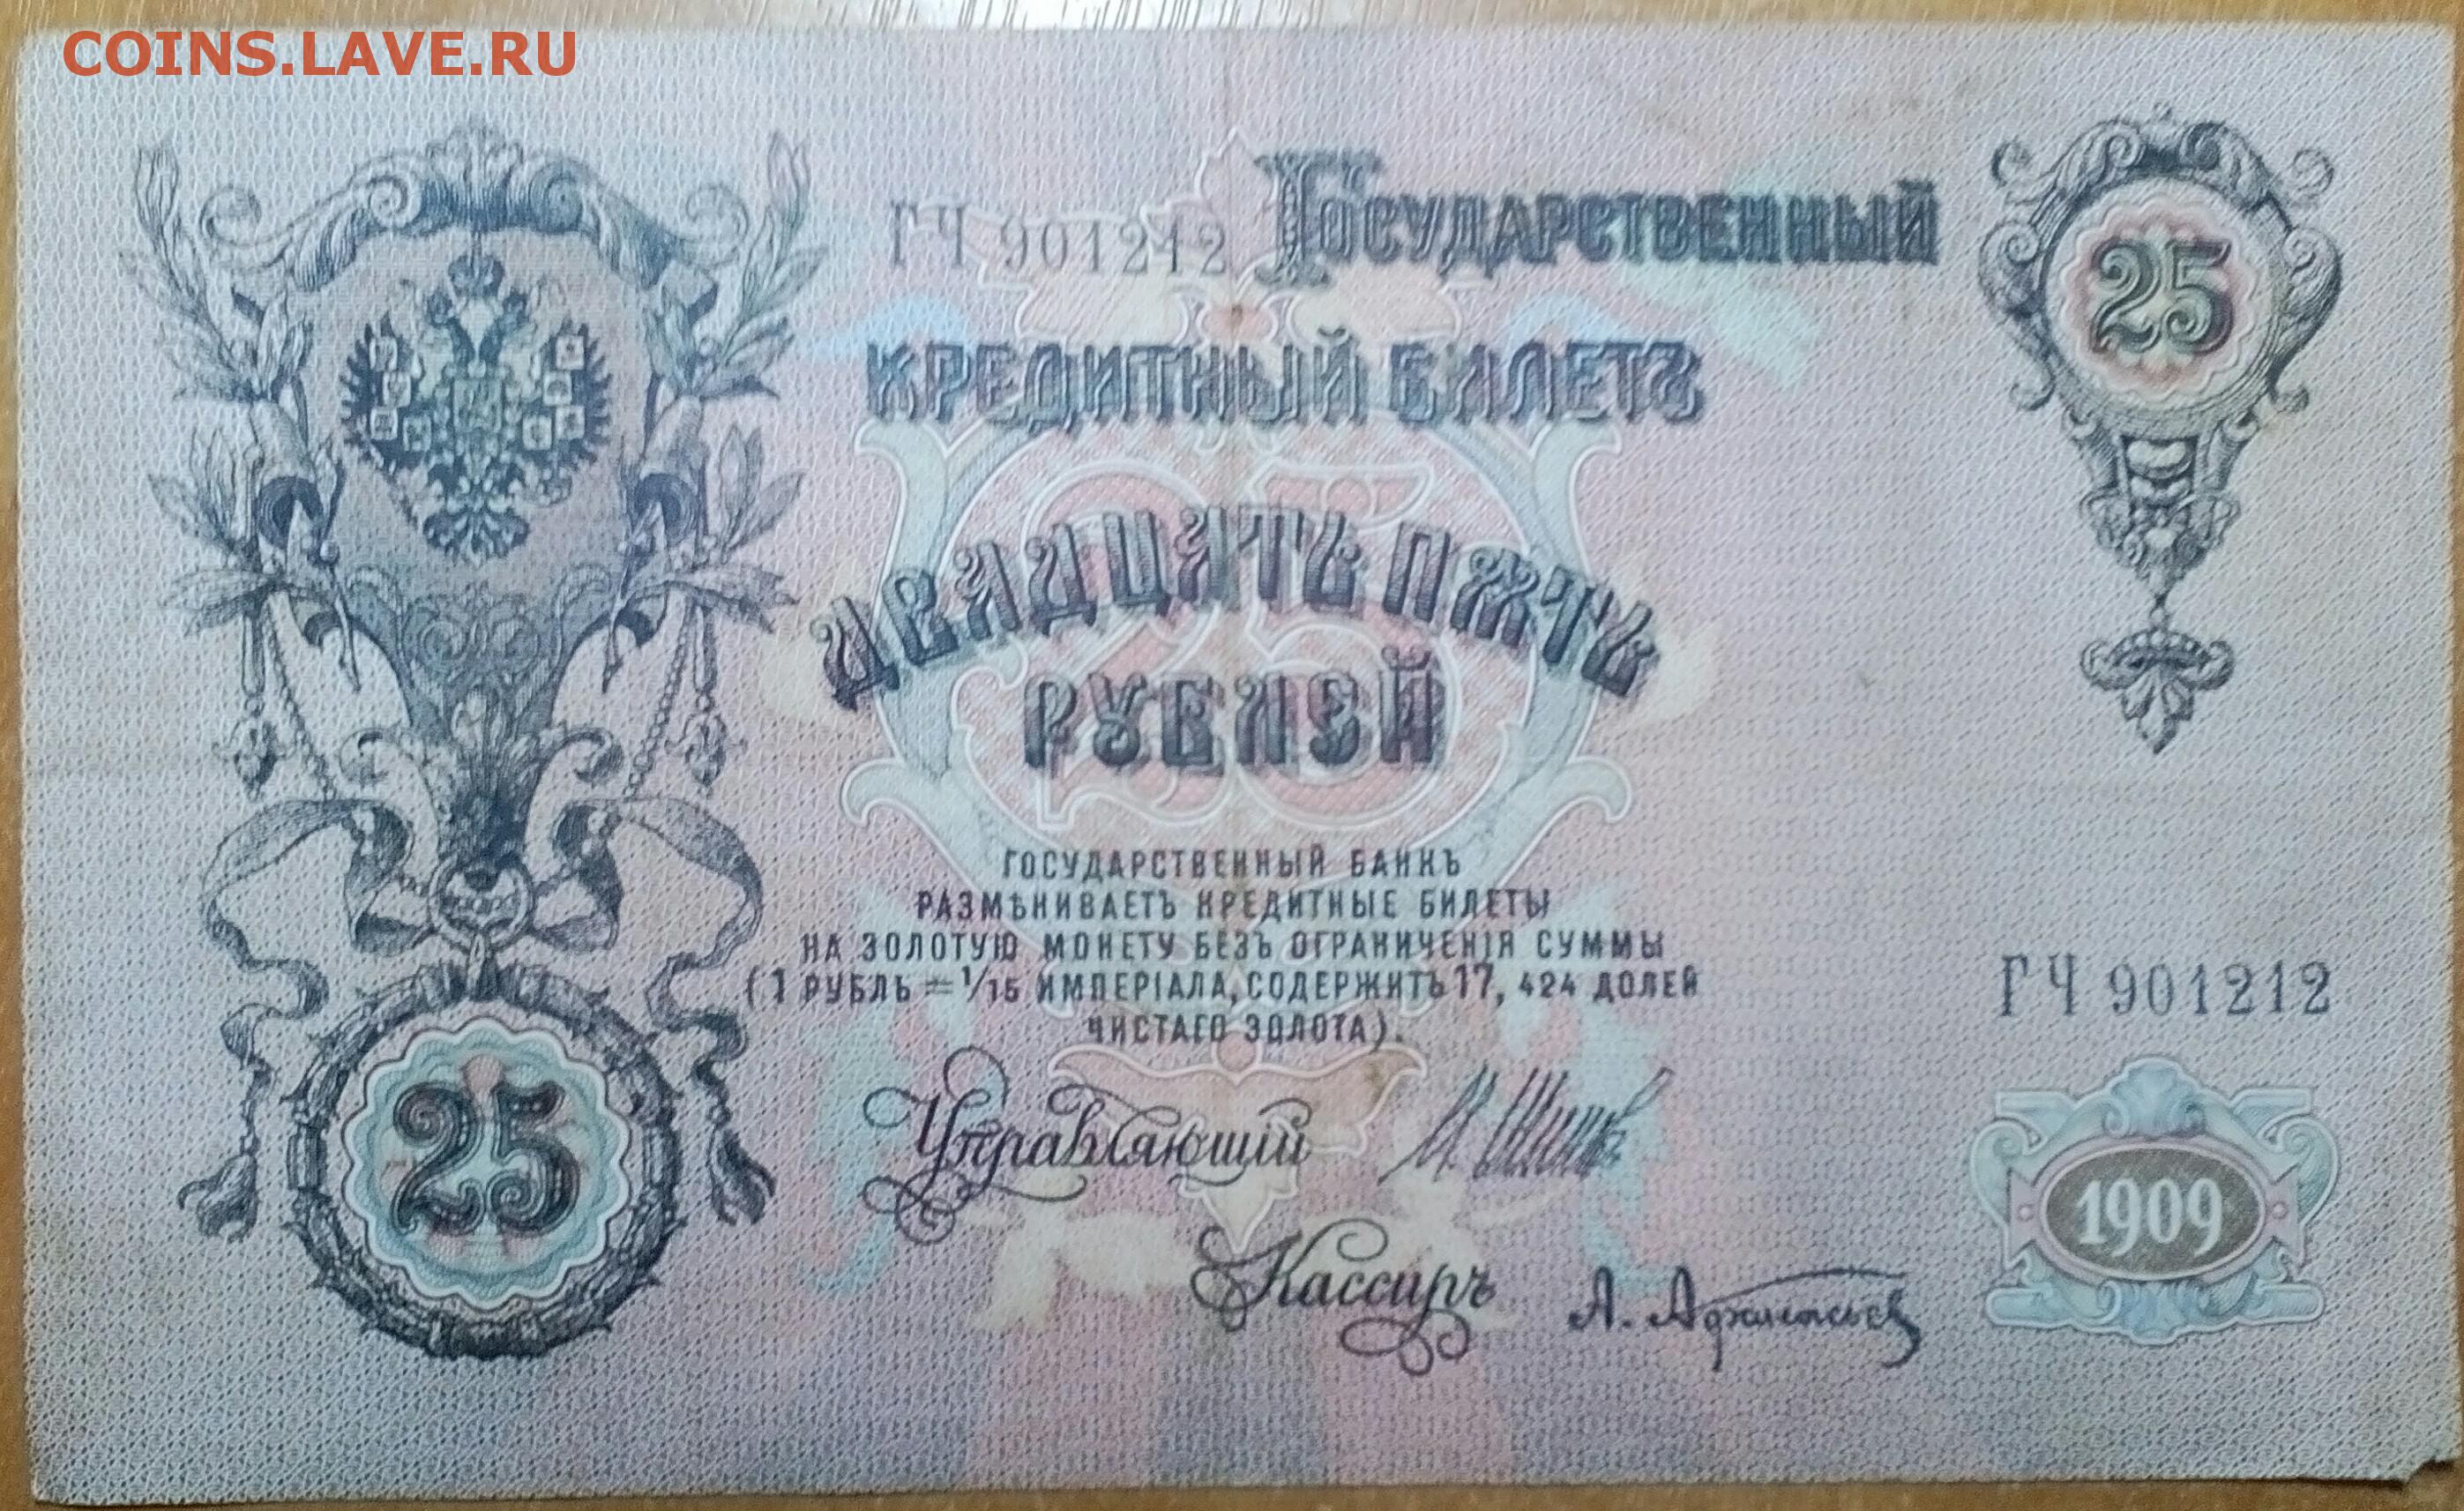 COINS.LAVE.RU
ГЧ 901212 ГОСУДАРСТВЕННЫЙ
25
КРЕДИТНЫЙ БИЛЕТЪ
ДВАДЦАТЬ ПЯТЬ
РУБЛЕЙ
ГОСУДАРСТВЕННЫЙ БАНКЪ
РАЗМѢНИВАЕТЪ КРЕДИТНЫЕ БИЛЕТЫ
НА ЗОЛОТУЮ МОНЕТУ БЕЗЪ ОГРАНИЧЕНІЯ СУММЫ
(1 РУБЛЬ = 1/15 ИМПЕРІАЛА, СОДЕРЖИТЪ 17, 424 ДОЛЕЙ
ЧИСТАГО ЗОЛОТА).
ГЧ 901212
25
Управляющій
Кассиръ
1909
25